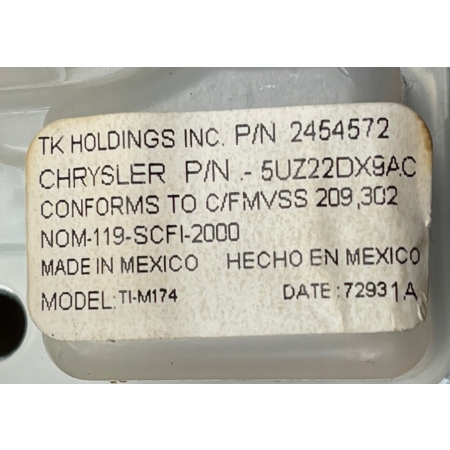 TK HOLDINGS INC. P/N 2454572
CHRYSLER P/N .- 5UZ22DX9AC
CONFORMS TO C/FMVSS 209,302
NOM-119-SCFI-2000
MADE IN MEXICO HECHO EN MEXICO
MODEL: TI-M174 DATE : 72931A